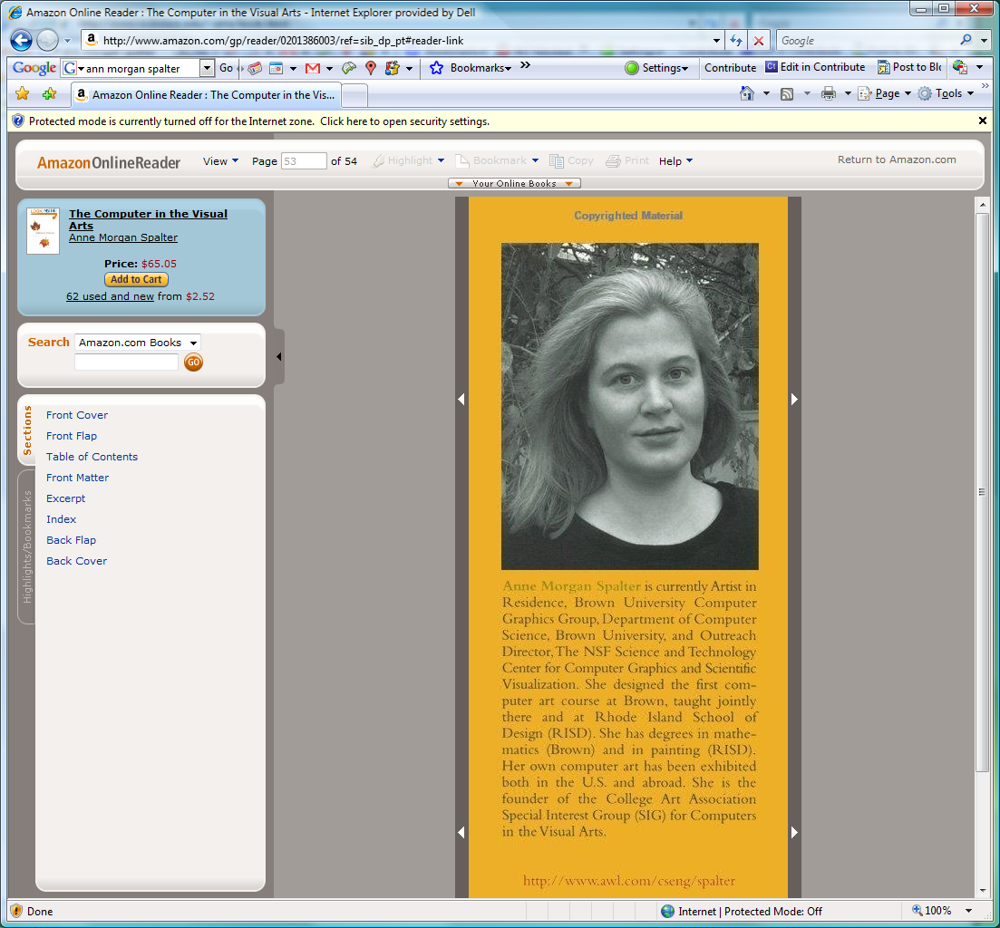 Amazon Online Reader : The Computer in the Visual Arts - Internet Explorer provided by Dell
http://www.amazon.com/gp/reader/0201386003/ref=sib_dp_pt#reader-link
Google
Google
ann morgan spalter
Go
Bookmarks
Settings
Contribute
Edit in Contribute
Post to Blo
Amazon Online Reader : The Computer in the Vis...
Page
Tools
Protected mode is currently turned off for the Internet zone. Click here to open security settings.
AmazonOnlineReader
View
Page 53 of 54
Highlight
Bookmark
Copy
Print
Help
Return to Amazon.com
Your Online Books
The Computer in the Visual
Arts
Anne Morgan Spalter
Price: $65.05
Add to Cart
62 used and new from $2.52
Search
Amazon.com Books
GO
Sections
Highlights/Bookmarks
Front Cover
Front Flap
Table of Contents
Front Matter
Excerpt
Index
Back Flap
Back Cover
Copyrighted Material
Anne Morgan Spalter is currently Artist in
Residence, Brown University Computer
Graphics Group, Department of Computer
Science, Brown University, and Outreach
Director, The NSF Science and Technology
Center for Computer Graphics and Scientific
Visualization. She designed the first com-
puter art course at Brown, taught jointly
there and at Rhode Island School of
Design (RISD). She has degrees in mathe-
matics (Brown) and in painting (RISD).
Her own computer art has been exhibited
both in the U.S. and abroad. She is the
founder of the College Art Association
Special Interest Group (SIG) for Computers
in the Visual Arts.
http://www.awl.com/cseng/spalter
Done
Internet | Protected Mode: Off
100%